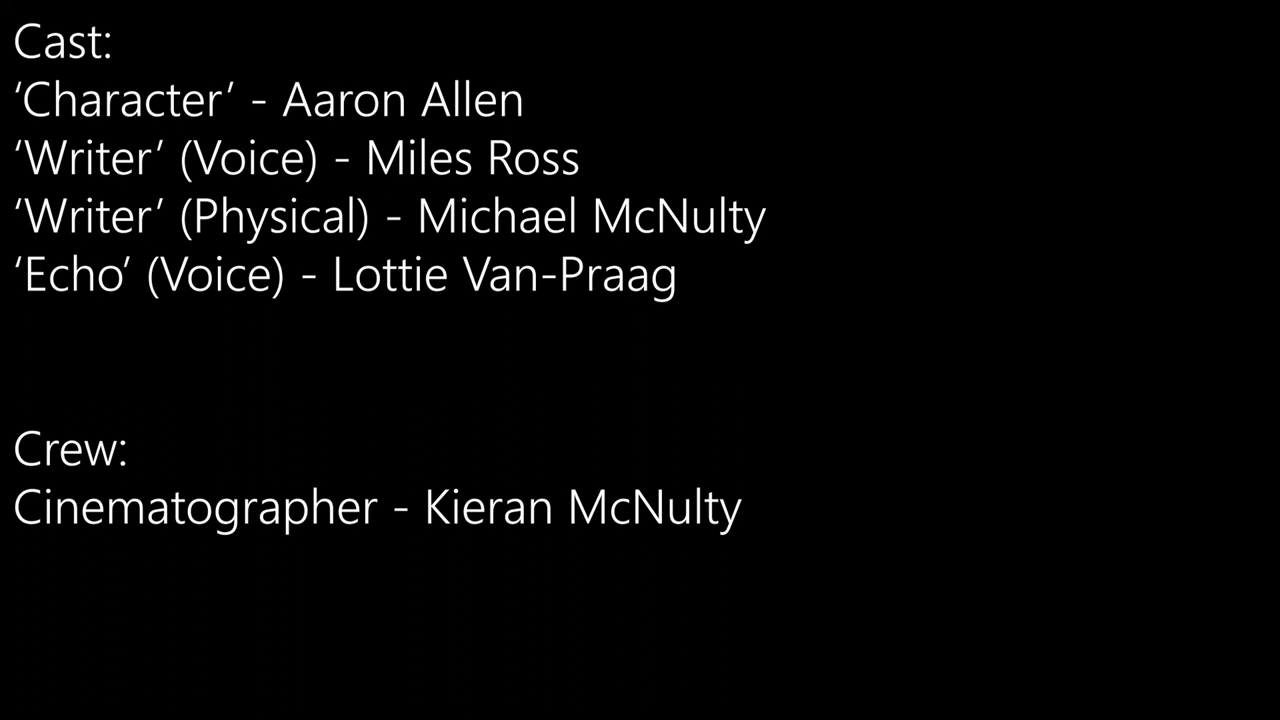 Cast:
‘Character’ - Aaron Allen
‘Writer’ (Voice) - Miles Ross
‘Writer’ (Physical) - Michael McNulty
‘Echo’ (Voice) - Lottie Van-Praag
Crew:
Cinematographer - Kieran McNulty